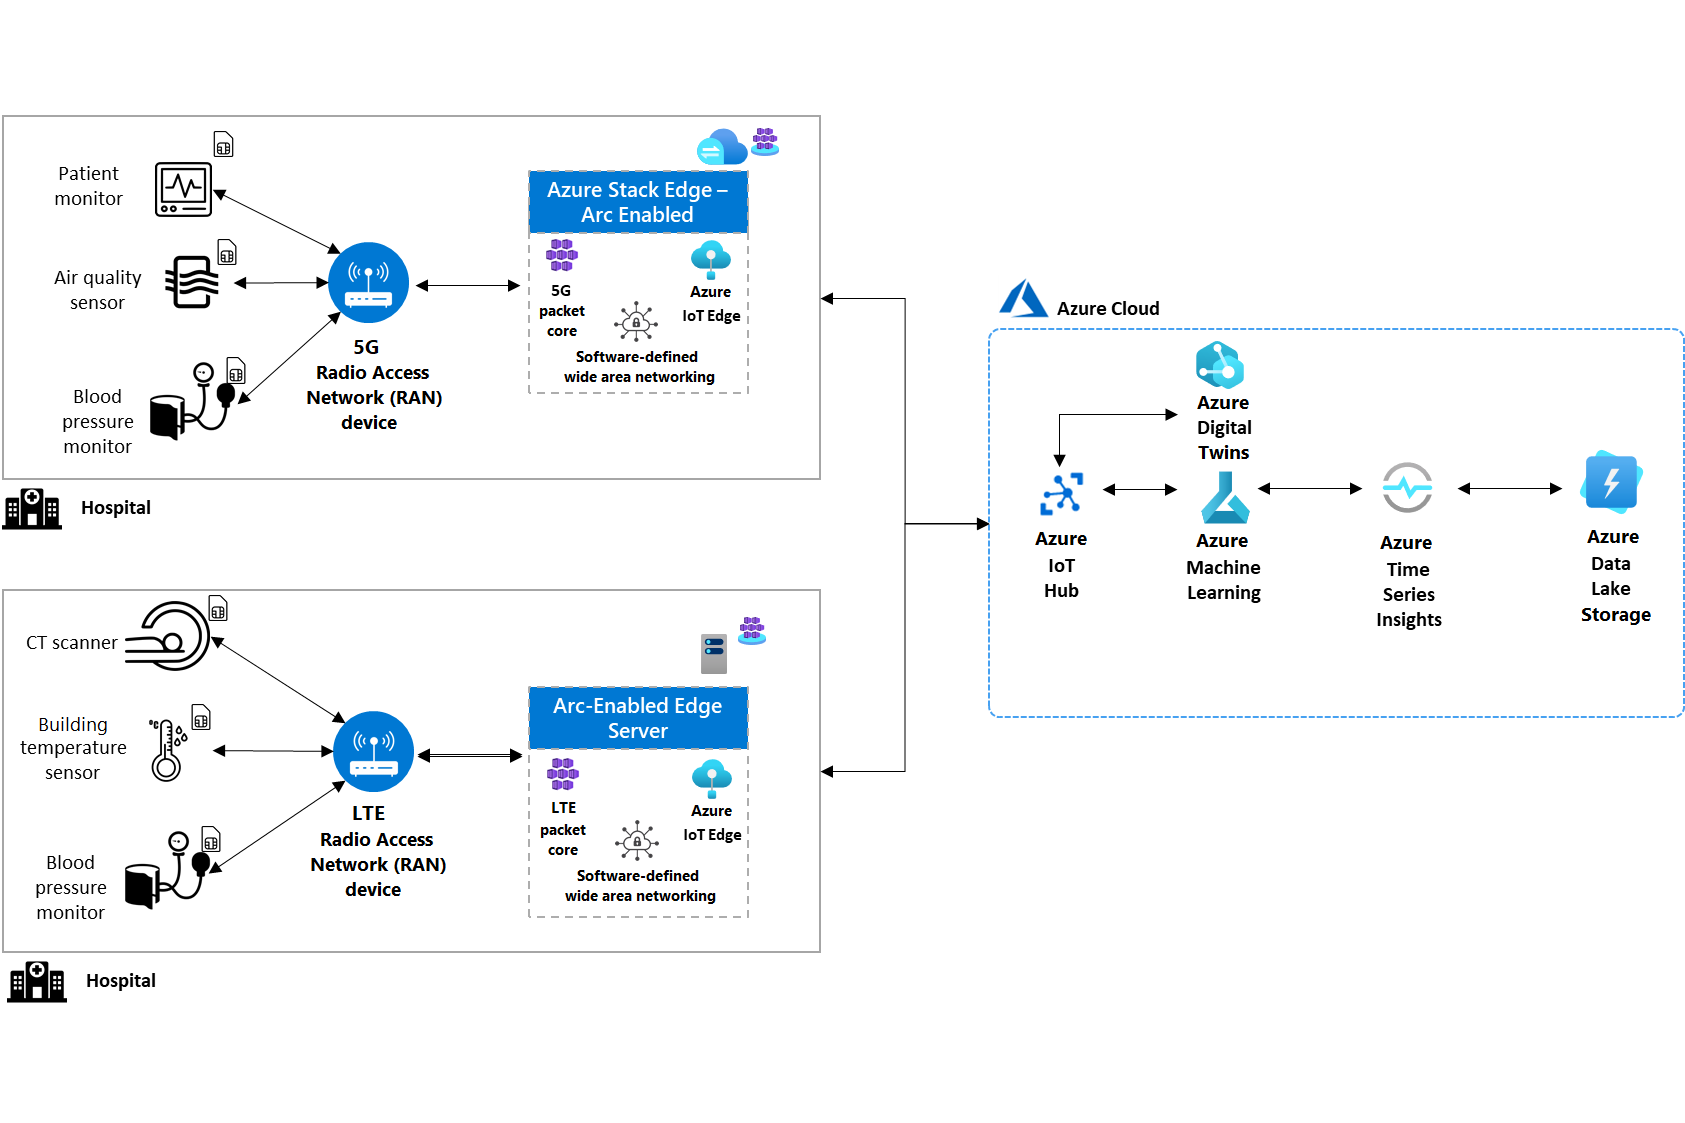 Patient
monitor
Air quality
sensor
Blood
pressure
monitor
5G
Radio Access
Network (RAN)
device
Azure Stack Edge –
Arc Enabled
5G
packet
core
Azure
IoT Edge
Software-defined
wide area networking
Hospital
CT scanner
Building
temperature
sensor
°C
Blood
pressure
monitor
LTE
Radio Access
Network (RAN)
device
Arc-Enabled Edge
Server
LTE
packet
core
Azure
IoT Edge
Software-defined
wide area networking
Hospital
Azure Cloud
Azure
Digital
Twins
Azure
IoT
Hub
Azure
Machine
Learning
Azure
Time
Series
Insights
Azure
Data
Lake
Storage